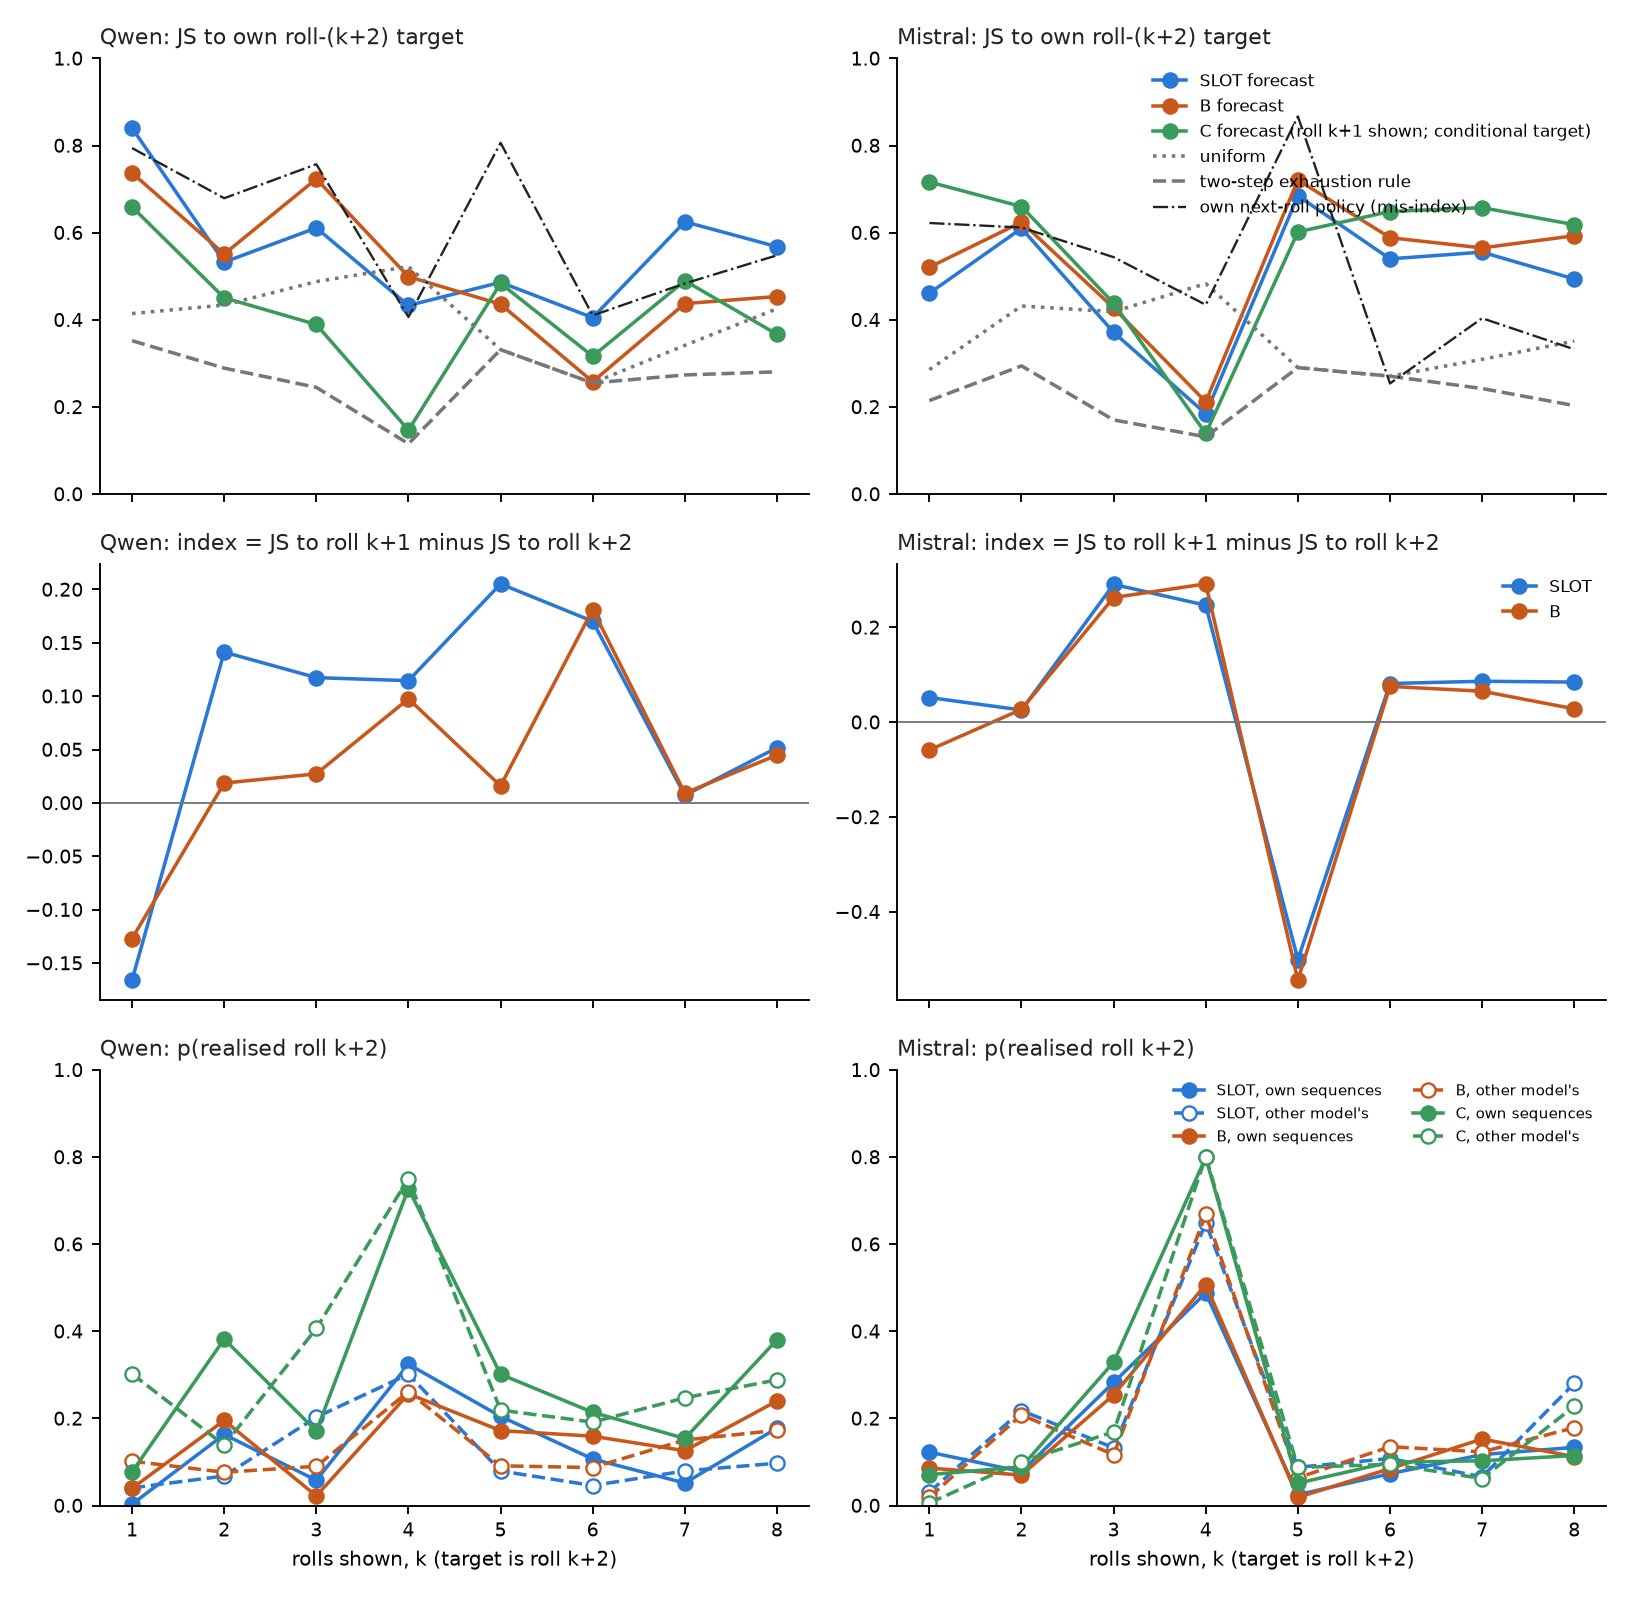 Qwen: JS to own roll-(k+2) target
1.0
0.8
0.6
0.4
0.2
0.0
Mistral: JS to own roll-(k+2) target
1.0
0.8
0.6
0.4
0.2
0.0
SLOT forecast
B forecast
C forecast (roll k+1 shown; conditional target)
uniform
two-step exhaustion rule
own next-roll policy (mis-index)
Qwen: index = JS to roll k+1 minus JS to roll k+2
0.20
0.15
0.10
0.05
0.00
−0.05
−0.10
−0.15
Mistral: index = JS to roll k+1 minus JS to roll k+2
0.2
0.0
−0.2
−0.4
SLOT
B
Qwen: p(realised roll k+2)
1.0
0.8
0.6
0.4
0.2
0.0
1 2 3 4 5 6 7 8
rolls shown, k (target is roll k+2)
Mistral: p(realised roll k+2)
1.0
0.8
0.6
0.4
0.2
0.0
SLOT, own sequences
SLOT, other model's
B, own sequences
B, other model's
C, own sequences
C, other model's
1 2 3 4 5 6 7 8
rolls shown, k (target is roll k+2)